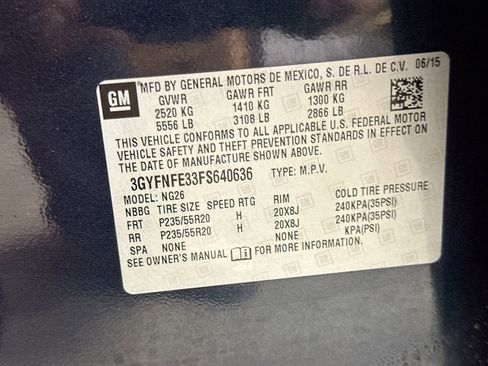 GM
MFD BY GENERAL MOTORS DE MEXICO, S. DE R.L. DE C.V. 06/15
GVWR GAWR FRT GAWR RR
2520 KG 1410 KG 1300 KG
5556 LB 3108 LB 2866 LB
THIS VEHICLE CONFORMS TO ALL APPLICABLE U.S. FEDERAL MOTOR
VEHICLE SAFETY AND THEFT PREVENTION STANDARDS IN EFFECT ON
THE DATE OF MANUFACTURE SHOWN ABOVE.
3GYFNFE33FS640636 TYPE: M.P.V.
MODEL: NG26
NBBG TIRE SIZE SPEED RTG RIM COLD TIRE PRESSURE
FRT P235/55R20 H 20X8J 240KPA(35PSI)
RR P235/55R20 H 20X8J 240KPA(35PSI)
SPA NONE NONE KPA(PSI)
SEE OWNER'S MANUAL FOR MORE INFORMATION.